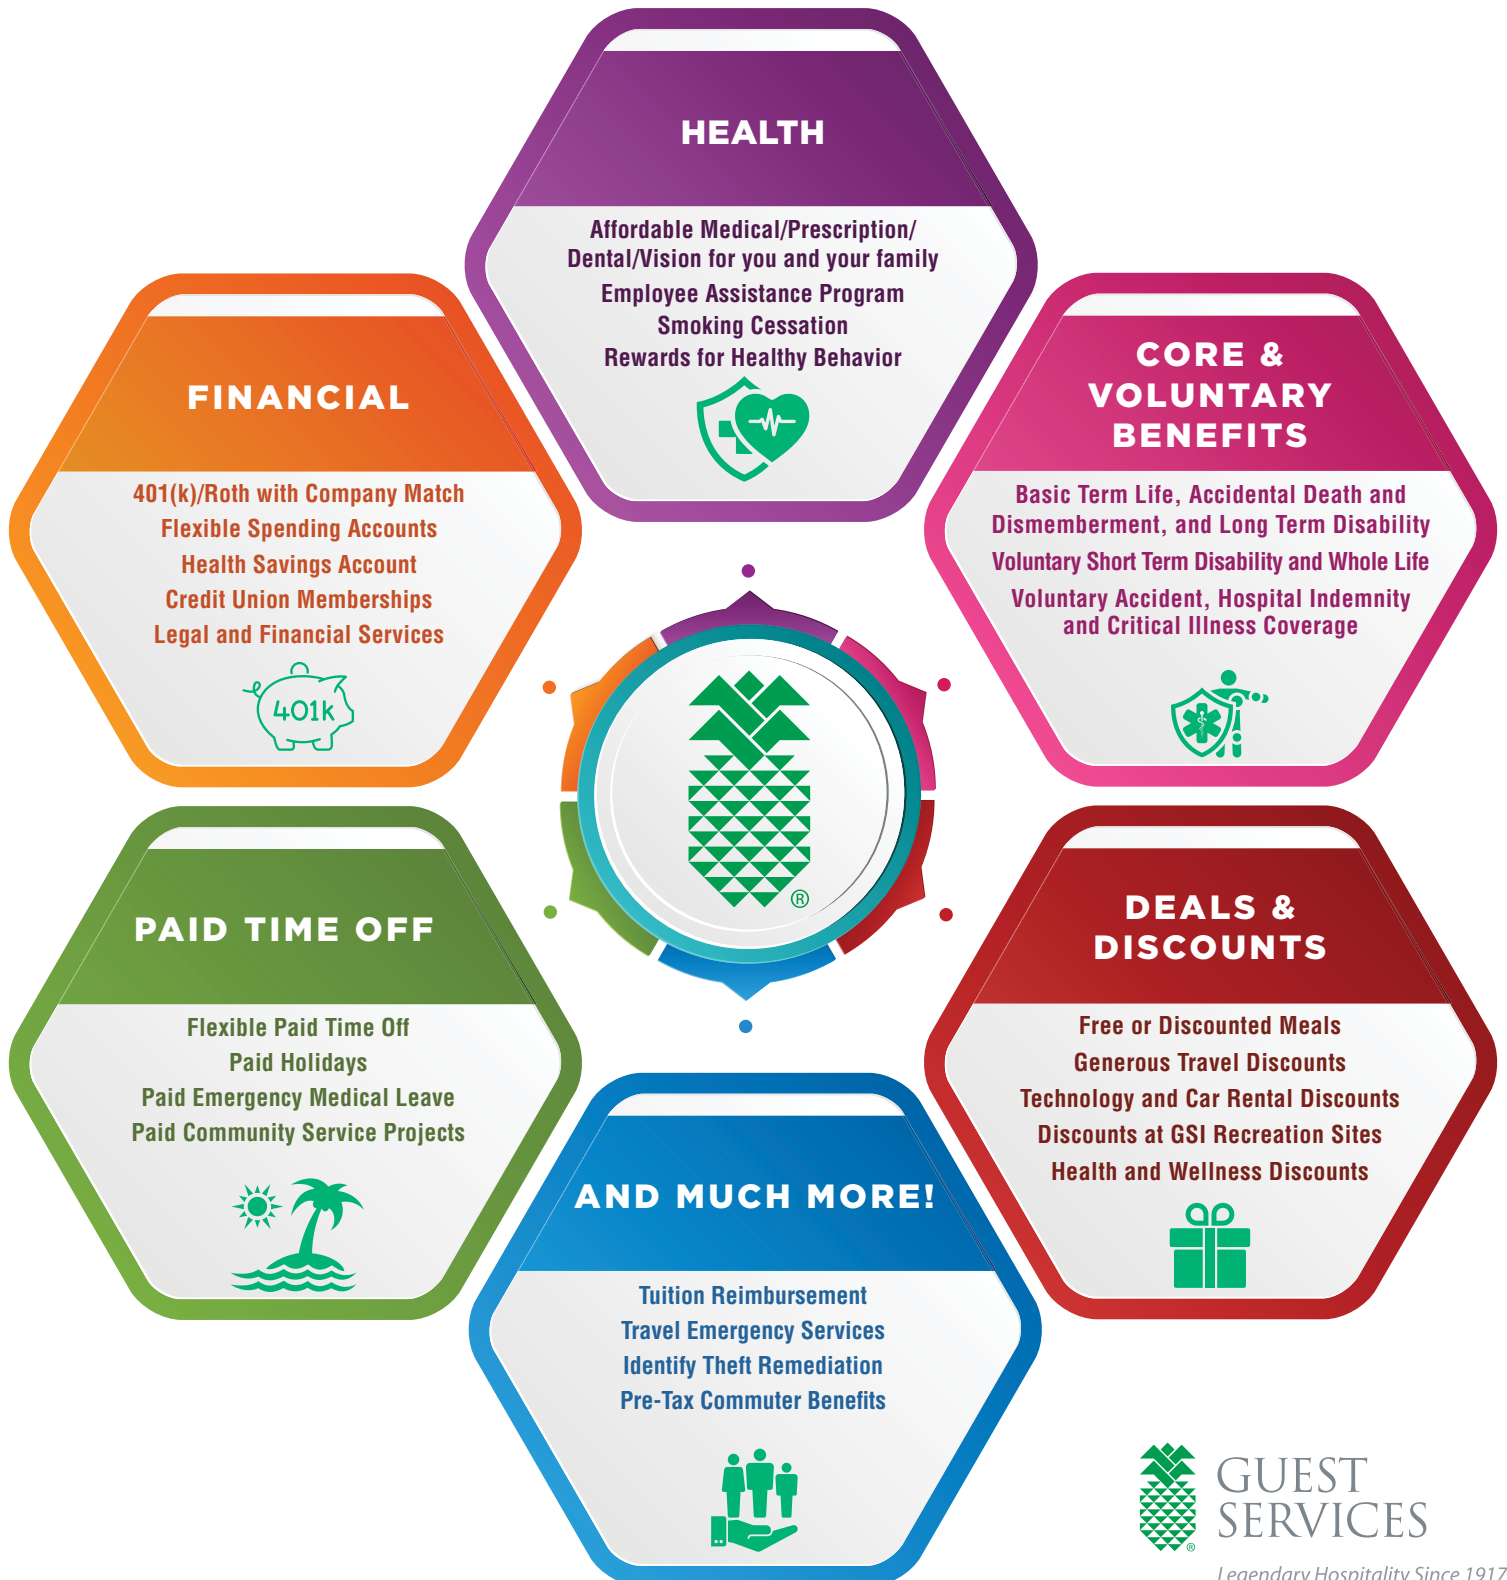 HEALTH
Affordable Medical/Prescription/
Dental/Vision for you and your family
Employee Assistance Program
Smoking Cessation
Rewards for Healthy Behavior
FINANCIAL
401(k)/Roth with Company Match
Flexible Spending Accounts
Health Savings Account
Credit Union Memberships
Legal and Financial Services
401k
CORE &
VOLUNTARY
BENEFITS
Basic Term Life, Accidental Death and
Dismemberment, and Long Term Disability
Voluntary Short Term Disability and Whole Life
Voluntary Accident, Hospital Indemnity
and Critical Illness Coverage
®
PAID TIME OFF
Flexible Paid Time Off
Paid Holidays
Paid Emergency Medical Leave
Paid Community Service Projects
DEALS &
DISCOUNTS
Free or Discounted Meals
Generous Travel Discounts
Technology and Car Rental Discounts
Discounts at GSI Recreation Sites
Health and Wellness Discounts
AND MUCH MORE!
Tuition Reimbursement
Travel Emergency Services
Identify Theft Remediation
Pre-Tax Commuter Benefits
GUEST
SERVICES
®
Legendary Hospitality Since 1917